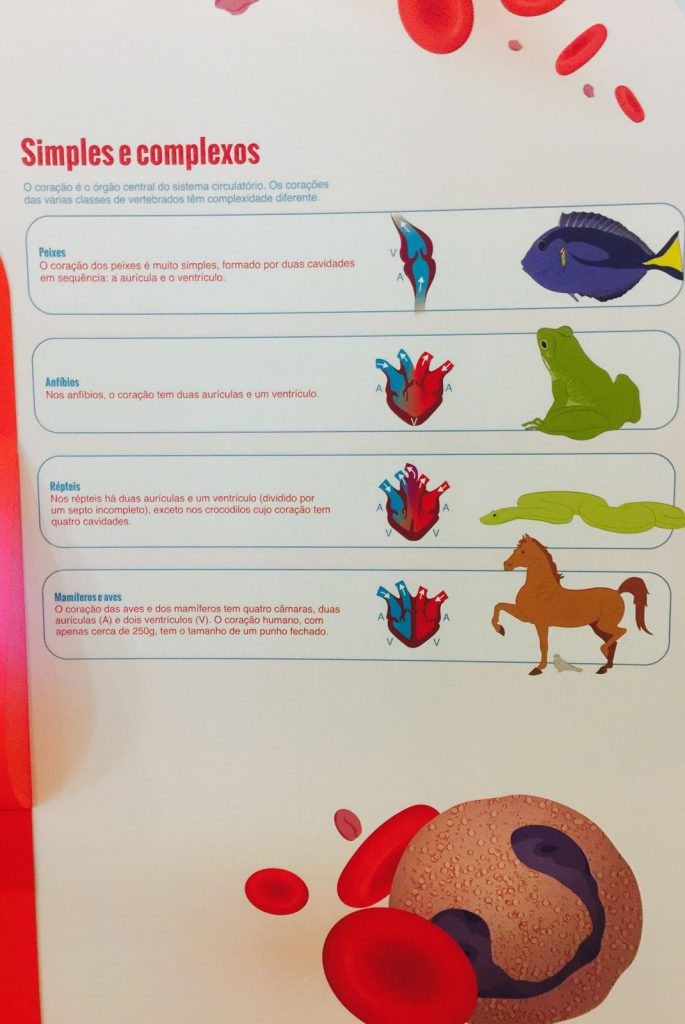 Simples e complexos
O coração é o órgão central do sistema circulatório. Os corações
das várias classes de vertebrados têm complexidade diferente.
Peixes
O coração dos peixes é muito simples, formado por duas cavidades
em sequência: a aurícula e o ventrículo.
V
A
Anfíbios
Nos anfíbios, o coração tem duas aurículas e um ventrículo.
A A
V
Répteis
Nos répteis há duas aurículas e um ventrículo (dividido por
um septo incompleto), exceto nos crocodilos cujo coração tem
quatro cavidades.
A A
V V
Mamíferos e aves
O coração das aves e dos mamíferos tem quatro câmaras, duas
aurículas (A) e dois ventrículos (V). O coração humano, com
apenas cerca de 250g, tem o tamanho de um punho fechado.
A A
V V